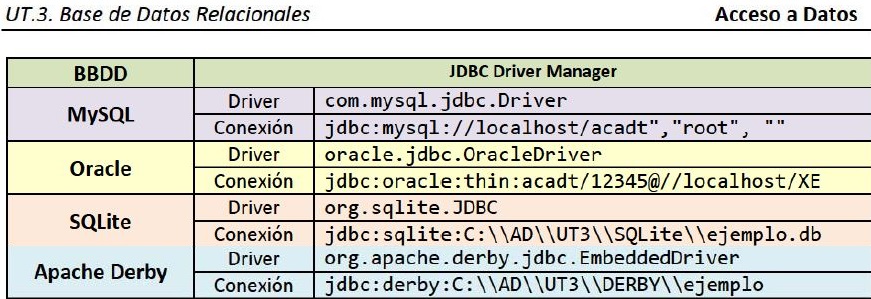 UT.3. Base de Datos Relacionales Acceso a Datos
BBDD JDBC Driver Manager
MySQL
Driver com.mysql.jdbc.Driver
Conexión jdbc:mysql://localhost/acadt","root", ""
Oracle
Driver oracle.jdbc.OracleDriver
Conexión jdbc:oracle:thin:acadt/12345@//localhost/XE
SQLite
Driver org.sqlite.JDBC
Conexión jdbc:sqlite:C:\\AD\\UT3\\SQLite\\ejemplo.db
Apache Derby
Driver org.apache.derby.jdbc.EmbeddedDriver
Conexión jdbc:derby:C:\\AD\\UT3\\DERBY\\ejemplo